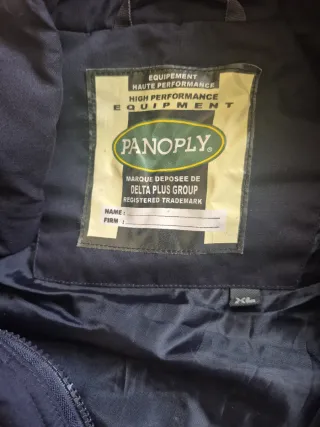 EQUIPEMENT
HAUTE PERFORMANCE
HIGH PERFORMANCE
EQUIPMENT
PANOPLY®
MARQUE DEPOSEE DE
DELTA PLUS GROUP
REGISTERED TRADEMARK
NAME :
FIRM :